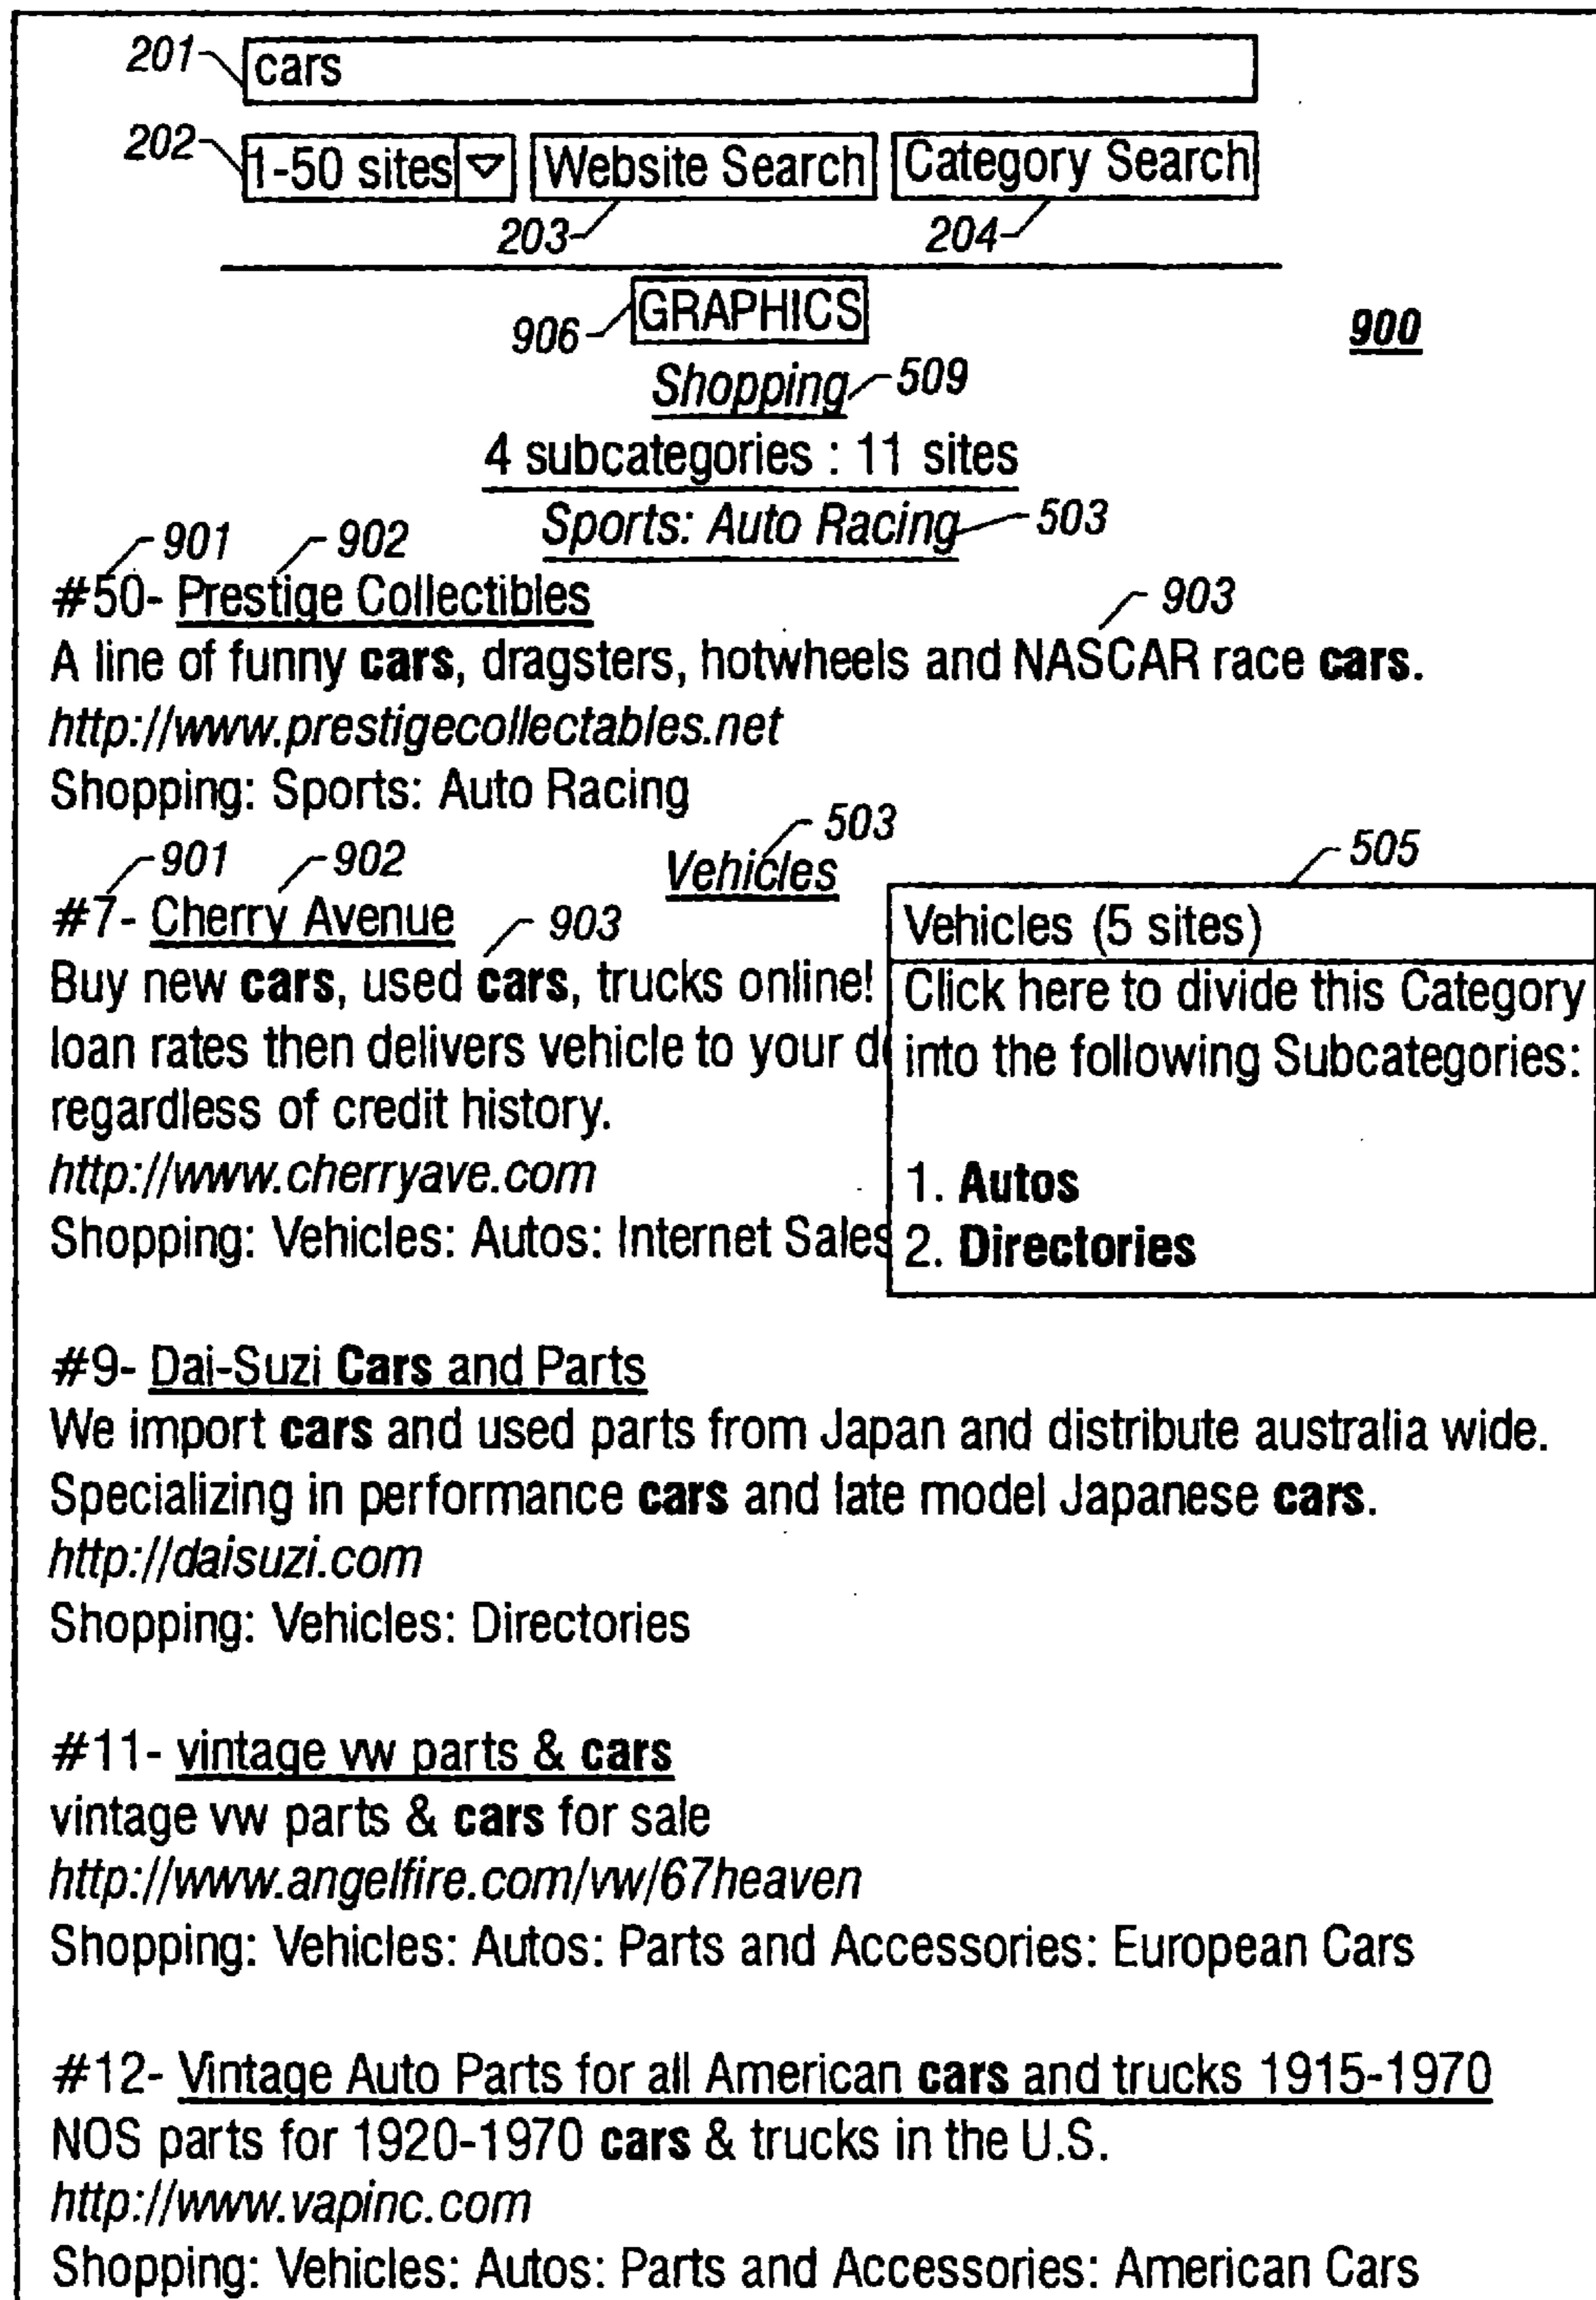 201 cars
202 1-50 sites Website Search Category Search
203 204
906 GRAPHICS 900
Shopping 509
4 subcategories : 11 sites
901 902 Sports: Auto Racing 503
#50- Prestige Collectibles 903
A line of funny cars, dragsters, hotwheels and NASCAR race cars.
http://www.prestigecollectables.net
Shopping: Sports: Auto Racing
901 902 Vehicles 503 505
#7- Cherry Avenue 903
Buy new cars, used cars, trucks online!
loan rates then delivers vehicle to your
regardless of credit history.
http://www.cherryave.com
Shopping: Vehicles: Autos: Internet Sales
Vehicles (5 sites)
Click here to divide this Category
into the following Subcategories:
1. Autos
2. Directories
#9- Dai-Suzi Cars and Parts
We import cars and used parts from Japan and distribute australia wide.
Specializing in performance cars and late model Japanese cars.
http://daisuzi.com
Shopping: Vehicles: Directories
#11- vintage vw parts & cars
vintage vw parts & cars for sale
http://www.angelfire.com/vw/67heaven
Shopping: Vehicles: Autos: Parts and Accessories: European Cars
#12- Vintage Auto Parts for all American cars and trucks 1915-1970
NOS parts for 1920-1970 cars & trucks in the U.S.
http://www.vapinc.com
Shopping: Vehicles: Autos: Parts and Accessories: American Cars